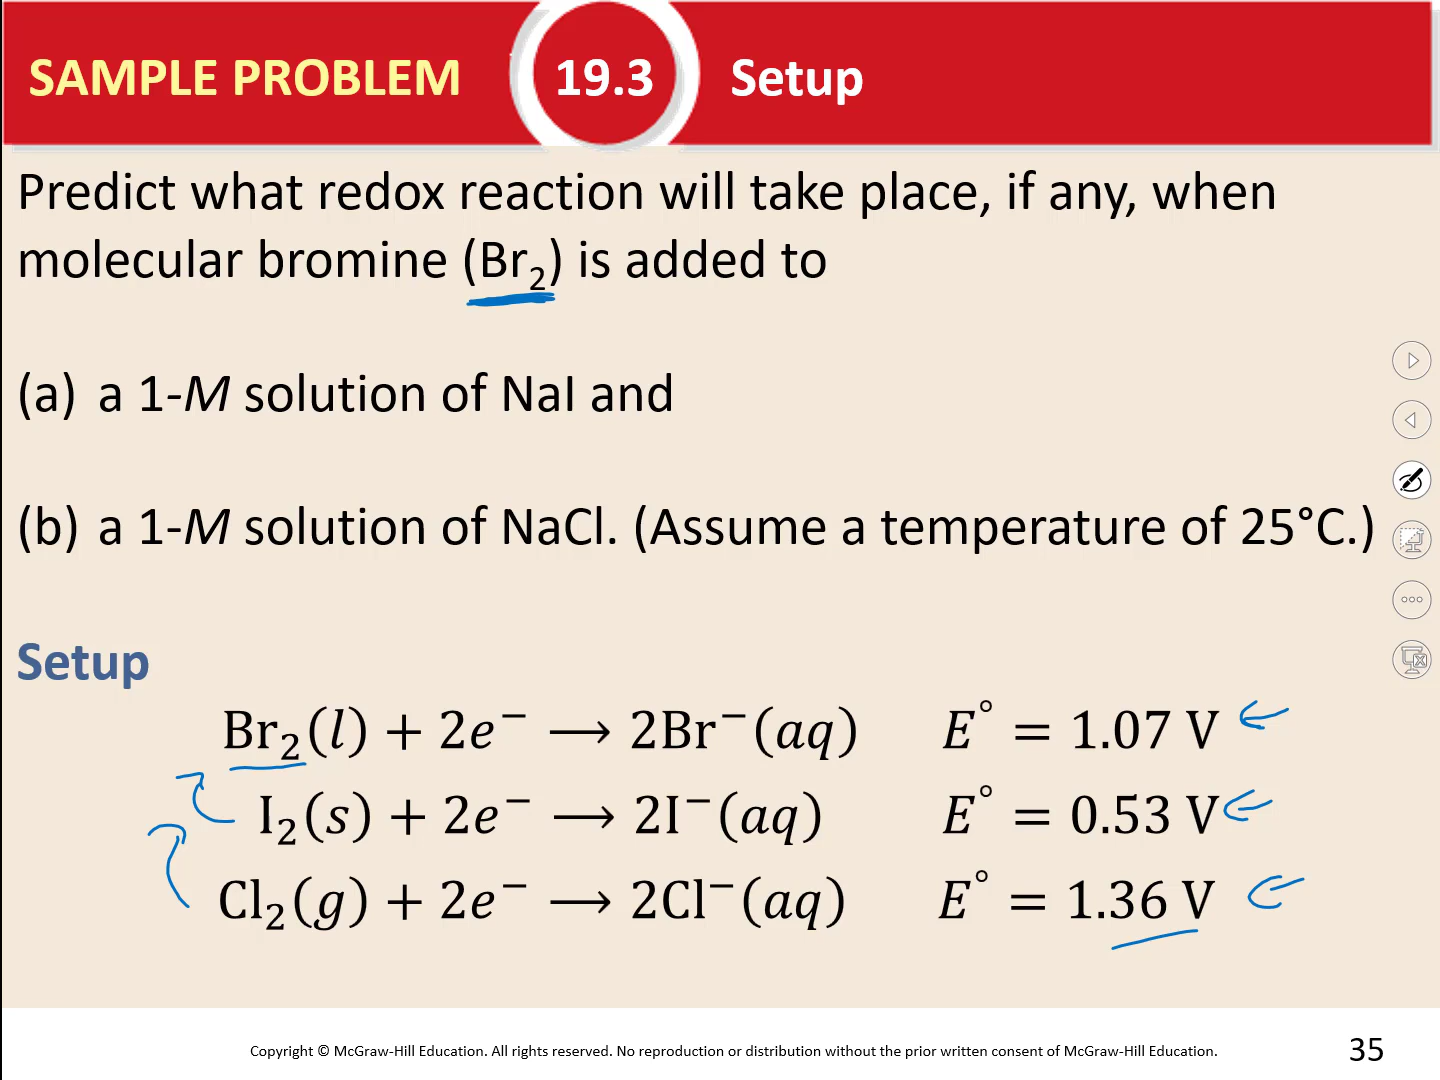 SAMPLE PROBLEM 19.3 Setup
Predict what redox reaction will take place, if any, when
molecular bromine (Br₂) is added to
(a) a 1-M solution of NaI and
(b) a 1-M solution of NaCl. (Assume a temperature of 25°C.)
Setup
Br₂(l) + 2e⁻ ⟶ 2Br⁻(aq) E° = 1.07 V
I₂(s) + 2e⁻ ⟶ 2I⁻(aq) E° = 0.53 V
Cl₂(g) + 2e⁻ ⟶ 2Cl⁻(aq) E° = 1.36 V
Copyright © McGraw-Hill Education. All rights reserved. No reproduction or distribution without the prior written consent of McGraw-Hill Education.
35